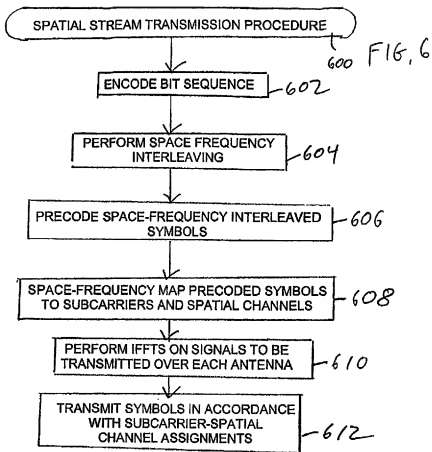 SPATIAL STREAM TRANSMISSION PROCEDURE
600 FIG. 6
ENCODE BIT SEQUENCE
602
PERFORM SPACE FREQUENCY
INTERLEAVING
604
PRECODE SPACE-FREQUENCY INTERLEAVED
SYMBOLS
606
SPACE-FREQUENCY MAP PRECODED SYMBOLS
TO SUBCARRIERS AND SPATIAL CHANNELS
608
PERFORM IFFTS ON SIGNALS TO BE
TRANSMITTED OVER EACH ANTENNA
610
TRANSMIT SYMBOLS IN ACCORDANCE
WITH SUBCARRIER-SPATIAL
CHANNEL ASSIGNMENTS
612